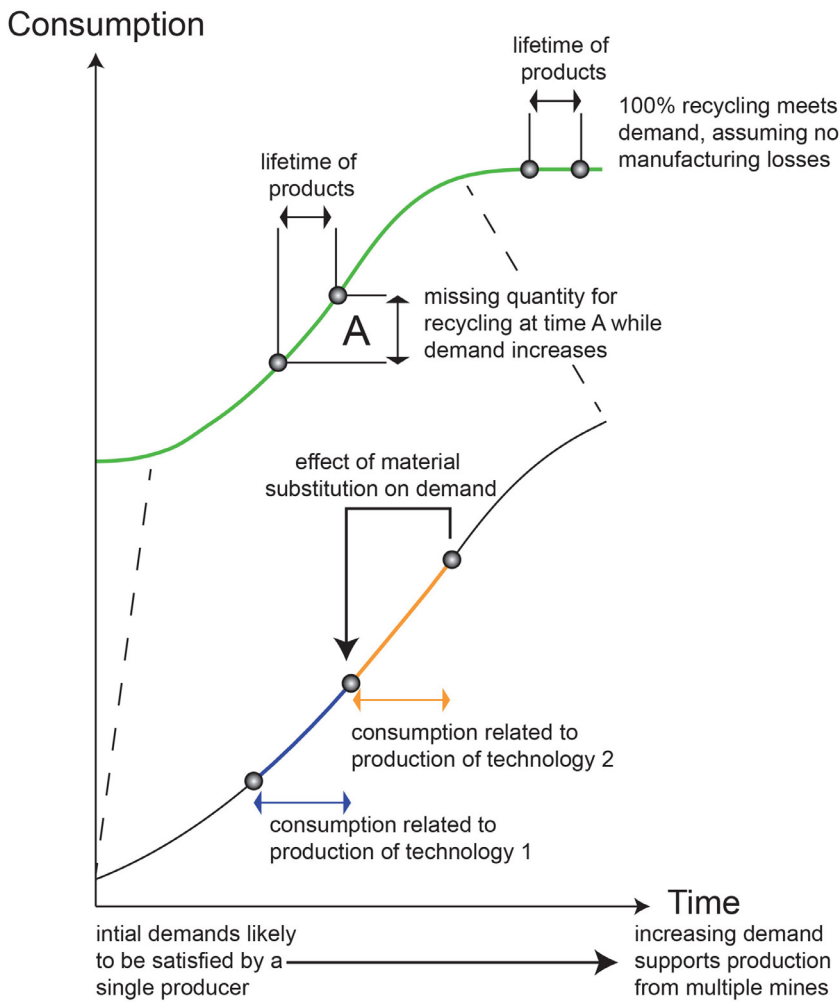 Consumption
lifetime of
products
100% recycling meets
demand, assuming no
manufacturing losses
lifetime of
products
A
missing quantity for
recycling at time A while
demand increases
effect of material
substitution on demand
consumption related to
production of technology 2
consumption related to
production of technology 1
Time
intial demands likely
to be satisfied by a
single producer
increasing demand
supports production
from multiple mines